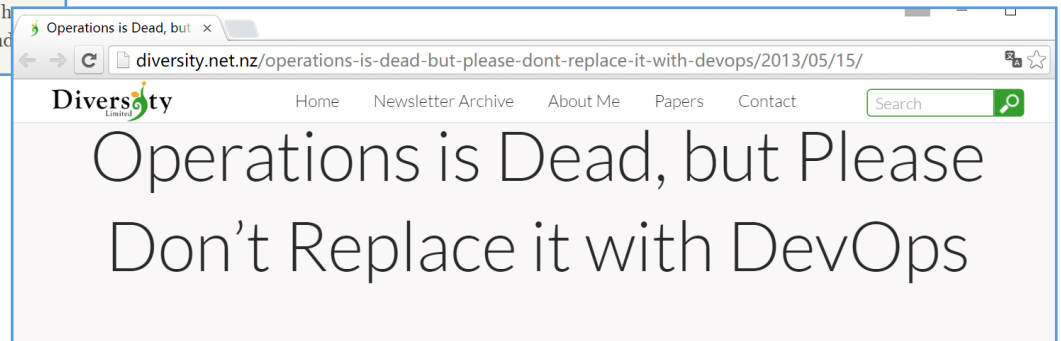 h
nd
Operations is Dead, but
diversity.net.nz/operations-is-dead-but-please-dont-replace-it-with-devops/2013/05/15/
Diversity
Limited
Home Newsletter Archive About Me Papers Contact Search
Operations is Dead, but Please
Don’t Replace it with DevOps